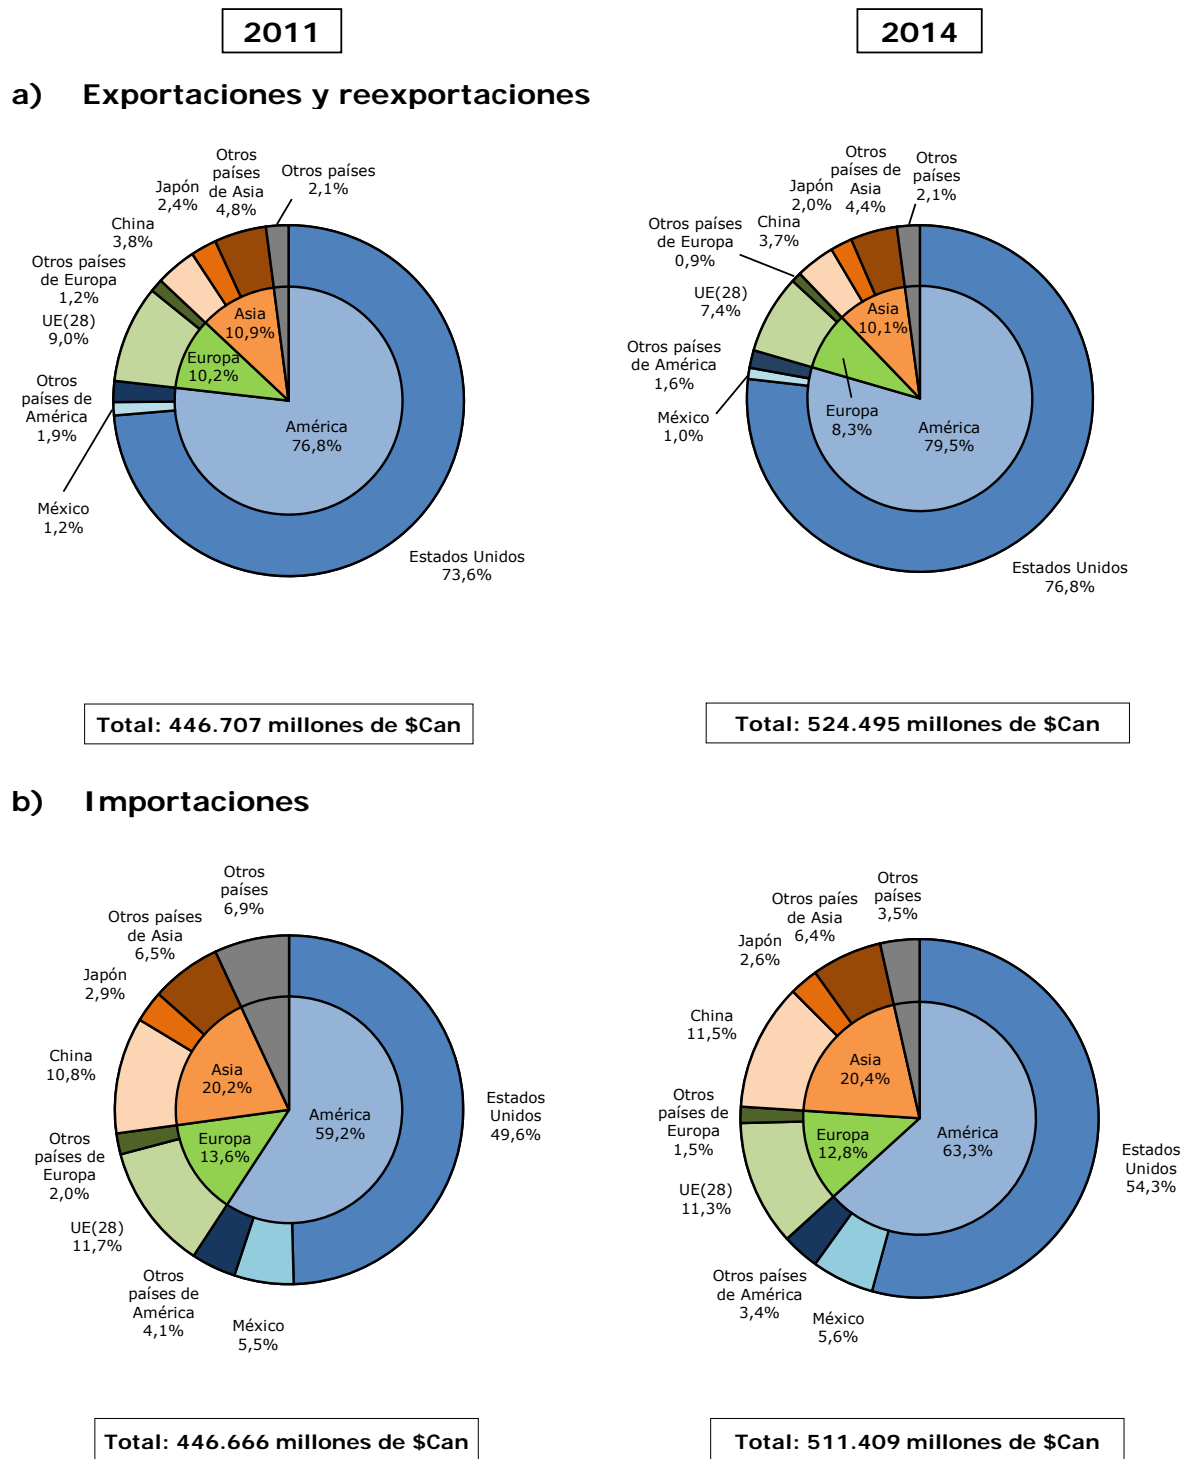 2011
2014
a) Exportaciones y reexportaciones
Otros
países
de Asia
4,8%
Otros países
2,1%
Japón
2,4%
China
3,8%
Otros países
de Europa
1,2%
UE(28)
9,0%
Otros
países de
América
1,9%
México
1,2%
Asia
10,9%
Europa
10,2%
América
76,8%
Estados Unidos
73,6%
Otros
países de
Asia
4,4%
Otros
países
2,1%
Japón
2,0%
China
3,7%
Otros países
de Europa
0,9%
UE(28)
7,4%
Otros países
de América
1,6%
México
1,0%
Asia
10,1%
Europa
8,3%
América
79,5%
Estados Unidos
76,8%
Total: 446.707 millones de $Can
Total: 524.495 millones de $Can
b) Importaciones
Otros
países
6,9%
Otros países
de Asia
6,5%
Japón
2,9%
China
10,8%
Otros
países de
Europa
2,0%
UE(28)
11,7%
Otros
países de
América
4,1%
México
5,5%
Asia
20,2%
Europa
13,6%
América
59,2%
Estados
Unidos
49,6%
Otros
países
3,5%
Otros píes
de Asia
6,4%
Japón
2,6%
China
11,5%
Otros
países de
Europa
1,5%
UE(28)
11,3%
Otros países
de América
3,4%
México
5,6%
Asia
20,4%
Europa
12,8%
América
63,3%
Estados
Unidos
54,3%
Total: 446.666 millones de $Can
Total: 511.409 millones de $Can